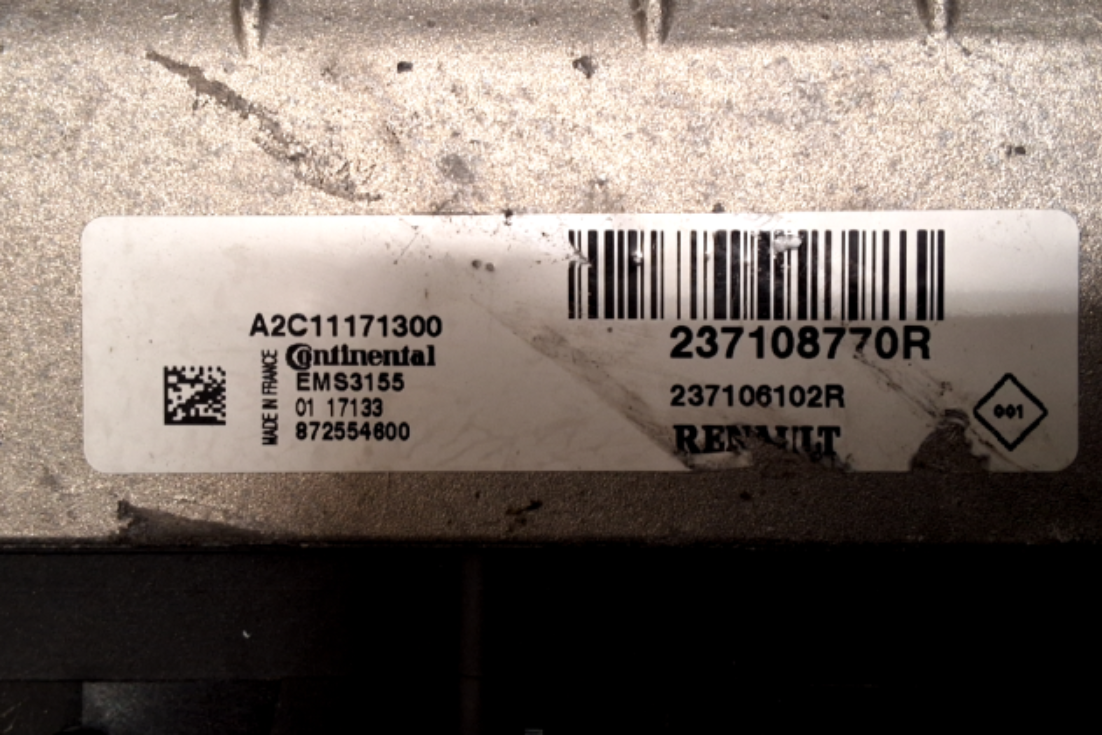 A2C11171300
Continental
MADE IN FRANCE
EMS3155
01 17133
872554600
237108770R
237106102R
RENAULT
001